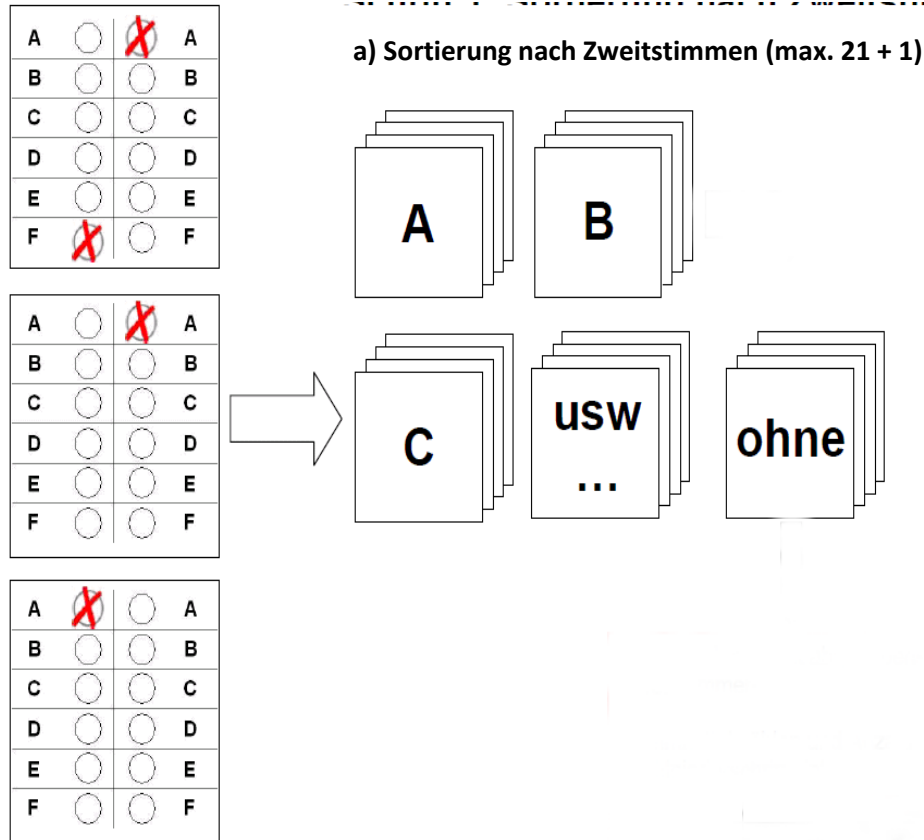 a) Sortierung nach Zweitstimmen (max. 21 + 1)
A A
B B
C C
D D
E E
F F
A A
B B
C C
D D
E E
F F
A A
B B
C C
D D
E E
F F
A
B
C
usw
...
ohne